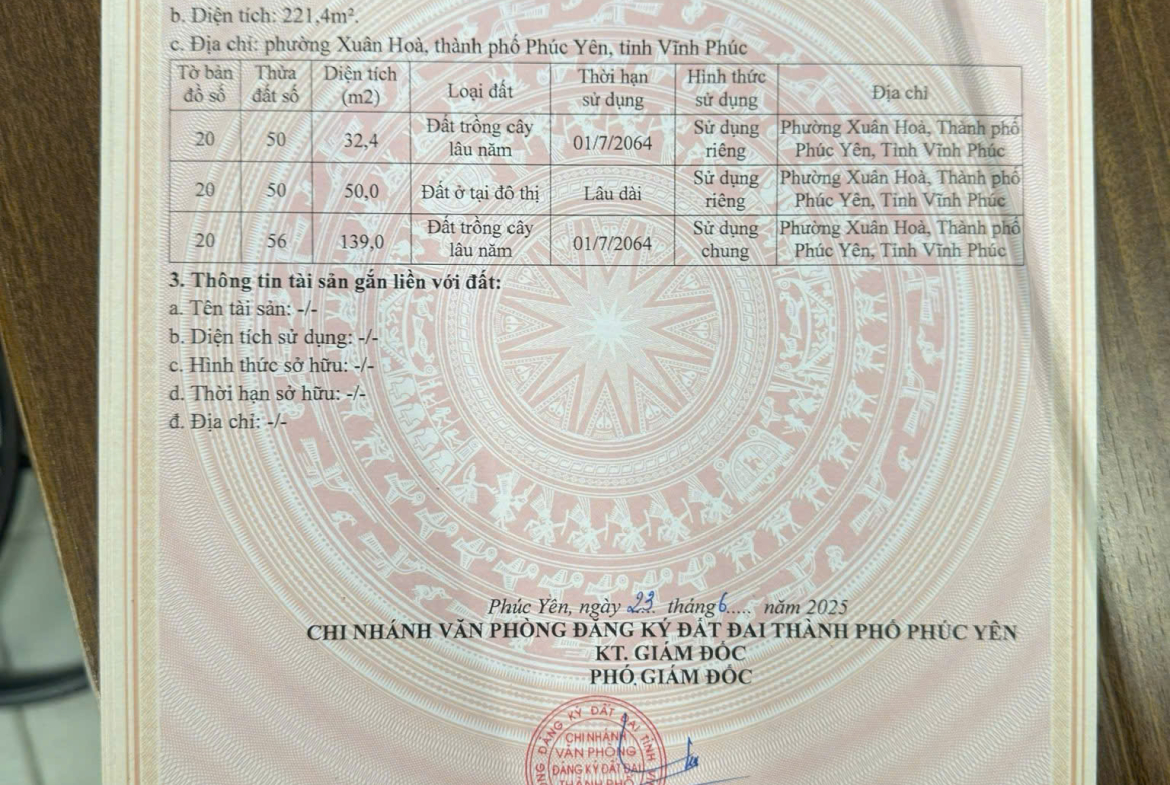 b. Diện tích: 221,4m².
c. Địa chỉ: phường Xuân Hoà, thành phố Phúc Yên, tỉnh Vĩnh Phúc
Tờ bản đồ số Thửa đất số Diện tích (m2) Loại đất Thời hạn sử dụng Hình thức sử dụng Địa chỉ
20 50 32,4 Đất trồng cây lâu năm 01/7/2064 Sử dụng riêng Phường Xuân Hoà, Thành phố Phúc Yên, Tỉnh Vĩnh Phúc
20 50 50,0 Đất ở tại đô thị Lâu dài Sử dụng riêng Phường Xuân Hoà, Thành phố Phúc Yên, Tỉnh Vĩnh Phúc
20 56 139,0 Đất trồng cây lâu năm 01/7/2064 Sử dụng chung Phường Xuân Hoà, Thành phố Phúc Yên, Tỉnh Vĩnh Phúc
3. Thông tin tài sản gắn liền với đất:
a. Tên tài sản: -/-
b. Diện tích sử dụng: -/-
c. Hình thức sở hữu: -/-
d. Thời hạn sở hữu: -/-
đ. Địa chỉ: -/-
Phúc Yên, ngày 23 tháng 6..... năm 2025
CHI NHÁNH VĂN PHÒNG ĐĂNG KÝ ĐẤT ĐAI THÀNH PHỐ PHÚC YÊN
KT. GIÁM ĐỐC
PHÓ GIÁM ĐỐC
ĐĂNG KÝ ĐẤT ĐAI TỈNH
CHI NHÁNH
VĂN PHÒNG
ĐĂNG KÝ ĐẤT ĐAI
THÀNH PHỐ